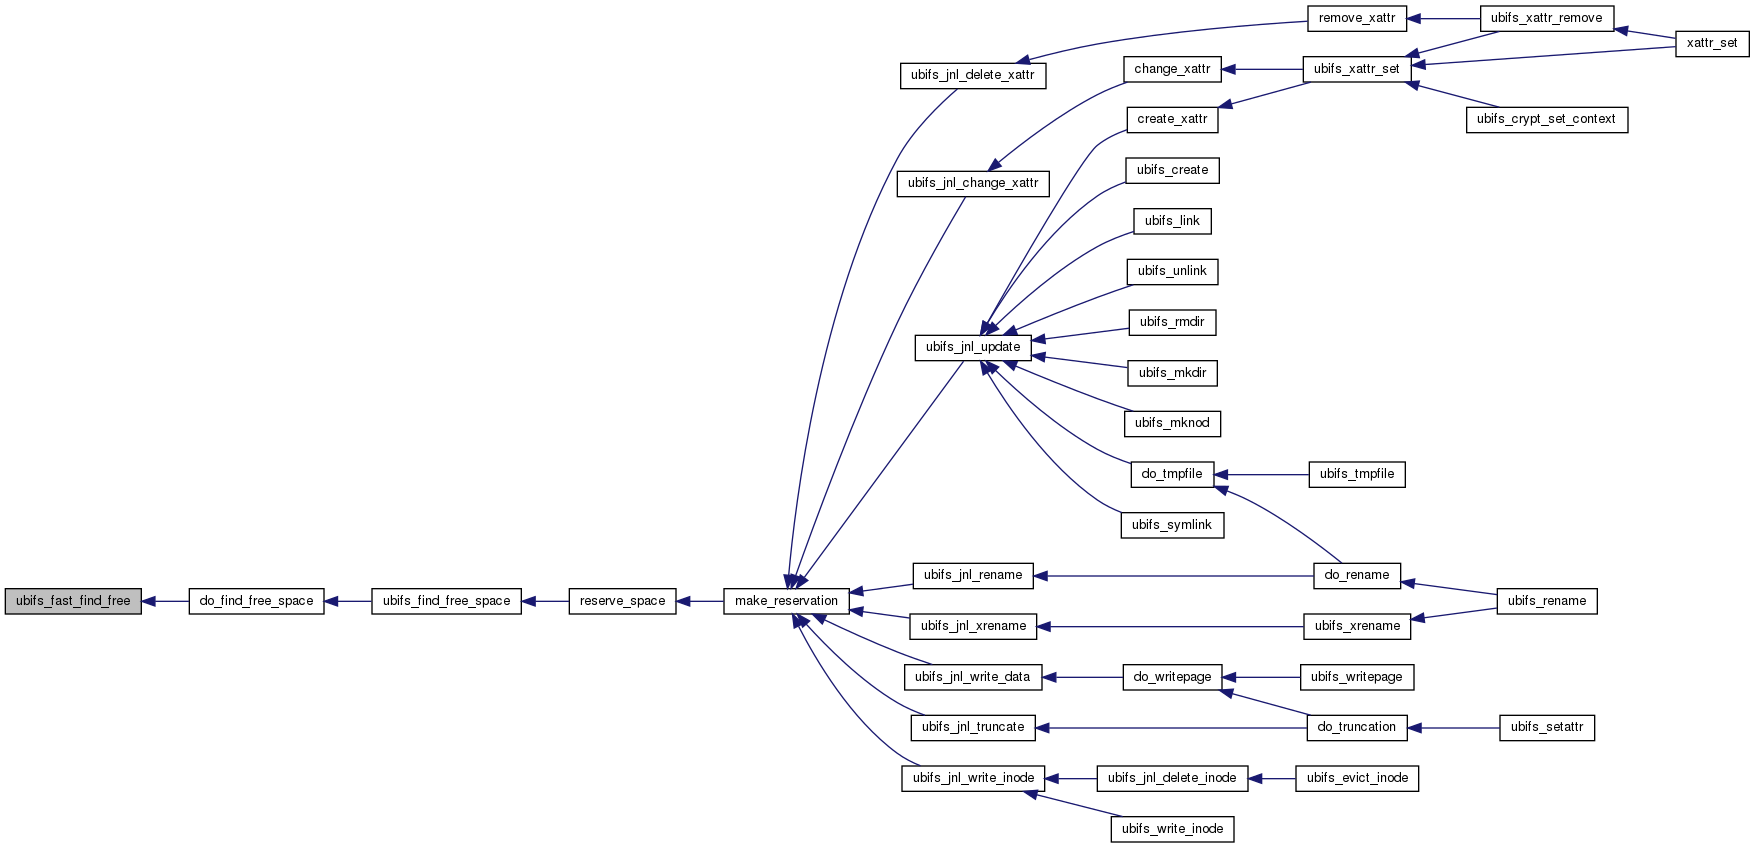 remove_xattr
ubifs_xattr_remove
xattr_set
ubifs_jnl_delete_xattr
change_xattr
ubifs_xattr_set
create_xattr
ubifs_crypt_set_context
ubifs_create
ubifs_jnl_change_xattr
ubifs_link
ubifs_unlink
ubifs_rmdir
ubifs_jnl_update
ubifs_mkdir
ubifs_mknod
do_tmpfile
ubifs_tmpfile
ubifs_symlink
ubifs_jnl_rename
do_rename
ubifs_fast_find_free
do_find_free_space
ubifs_find_free_space
reserve_space
make_reservation
ubifs_rename
ubifs_jnl_xrename
ubifs_xrename
ubifs_jnl_write_data
do_writepage
ubifs_writepage
ubifs_jnl_truncate
do_truncation
ubifs_setattr
ubifs_jnl_write_inode
ubifs_jnl_delete_inode
ubifs_evict_inode
ubifs_write_inode